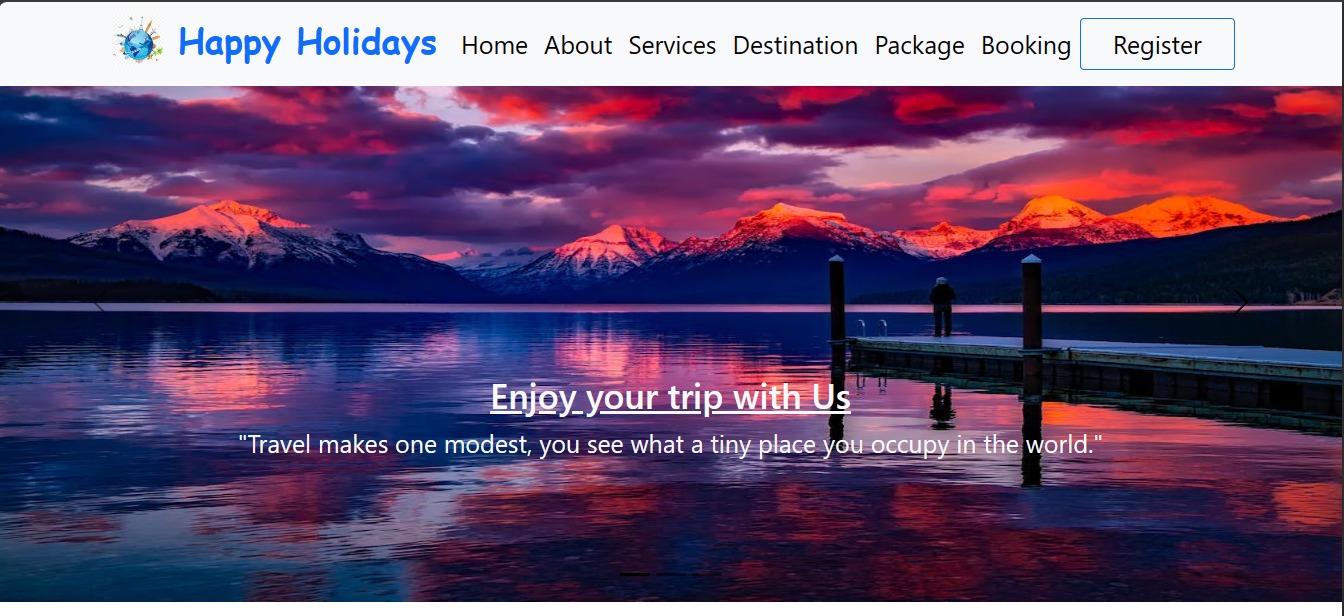 Happy Holidays Home About Services Destination Package Booking Register
Enjoy your trip with Us
"Travel makes one modest, you see what a tiny place you occupy in the world."